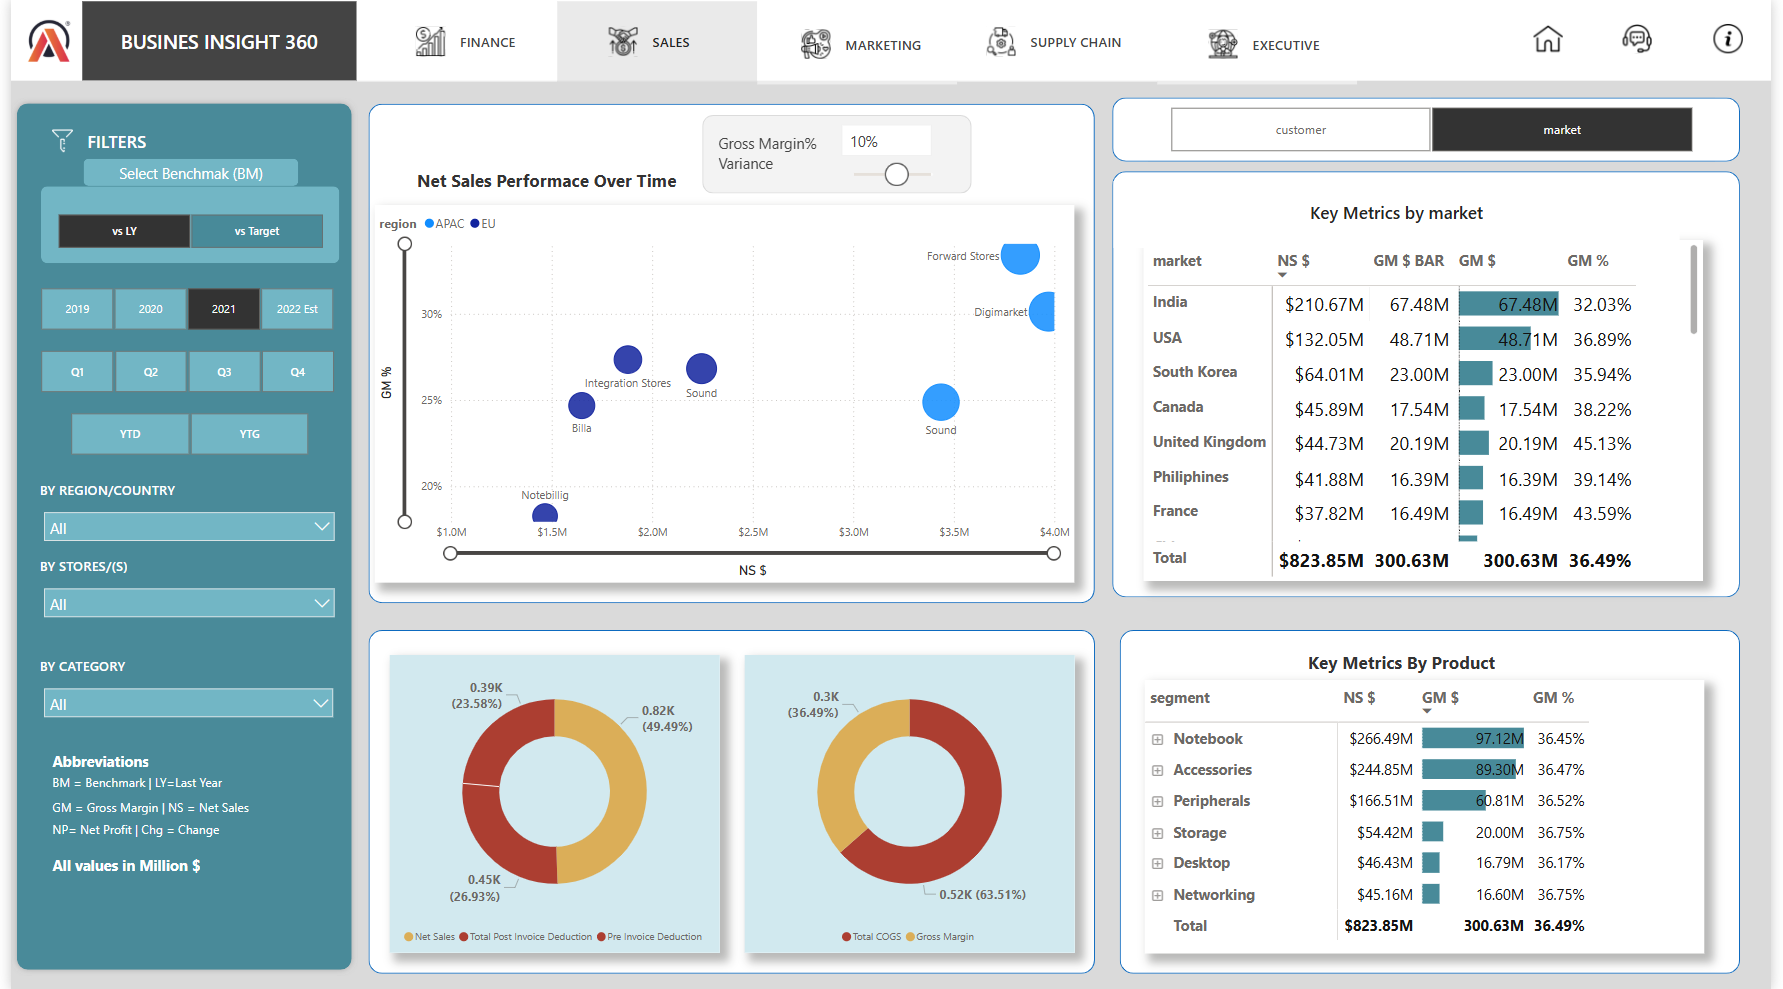 BUSINES INSIGHT 360
FINANCE
SALES
MARKETING
SUPPLY CHAIN
EXECUTIVE
FILTERS
Select Benchmak (BM)
vs LY
vs Target
2019
2020
2021
2022 Est
Q1
Q2
Q3
Q4
YTD
YTG
BY REGION/COUNTRY
All
BY STORES/(S)
All
BY CATEGORY
All
Abbreviations
BM = Benchmark | LY=Last Year
GM = Gross Margin | NS = Net Sales
NP= Net Profit | Chg = Change
All values in Million $
Gross Margin%
Variance
10%
Net Sales Performace Over Time
region APAC EU
Forward Stores
Digimarket
Integration Stores
Sound
Billa
Sound
Notebillig
GM %
30%
25%
20%
$1.0M $1.5M $2.0M $2.5M $3.0M $3.5M $4.0M
NS $
customer
market
Key Metrics by market
market NS $ GM $ BAR GM $ GM %
India $210.67M 67.48M 67.48M 32.03%
USA $132.05M 48.71M 48.71M 36.89%
South Korea $64.01M 23.00M 23.00M 35.94%
Canada $45.89M 17.54M 17.54M 38.22%
United Kingdom $44.73M 20.19M 20.19M 45.13%
Philiphines $41.88M 16.39M 16.39M 39.14%
France $37.82M 16.49M 16.49M 43.59%
Total $823.85M 300.63M 300.63M 36.49%
0.39K
(23.58%)
0.82K
(49.49%)
0.45K
(26.93%)
Net Sales Total Post Invoice Deduction Pre Invoice Deduction
0.3K
(36.49%)
0.52K (63.51%)
Total COGS Gross Margin
Key Metrics By Product
segment NS $ GM $ GM %
Notebook $266.49M 97.12M 36.45%
Accessories $244.85M 89.30M 36.47%
Peripherals $166.51M 60.81M 36.52%
Storage $54.42M 20.00M 36.75%
Desktop $46.43M 16.79M 36.17%
Networking $45.16M 16.60M 36.75%
Total $823.85M 300.63M 36.49%